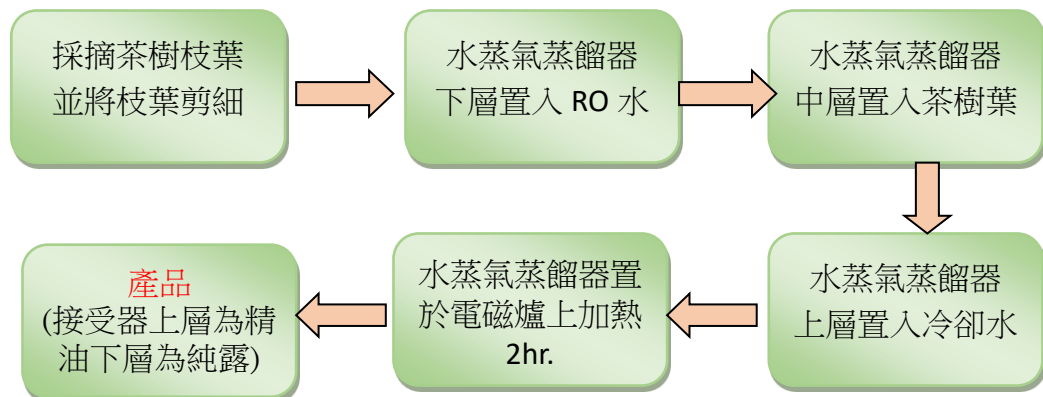 採摘茶樹枝葉
並將枝葉剪細
水蒸氣蒸餾器
下層置入 RO 水
水蒸氣蒸餾器
中層置入茶樹葉
水蒸氣蒸餾器
上層置入冷卻水
水蒸氣蒸餾器置
於電磁爐上加熱
2hr.
產品
(接受器上層為精
油下層為純露)